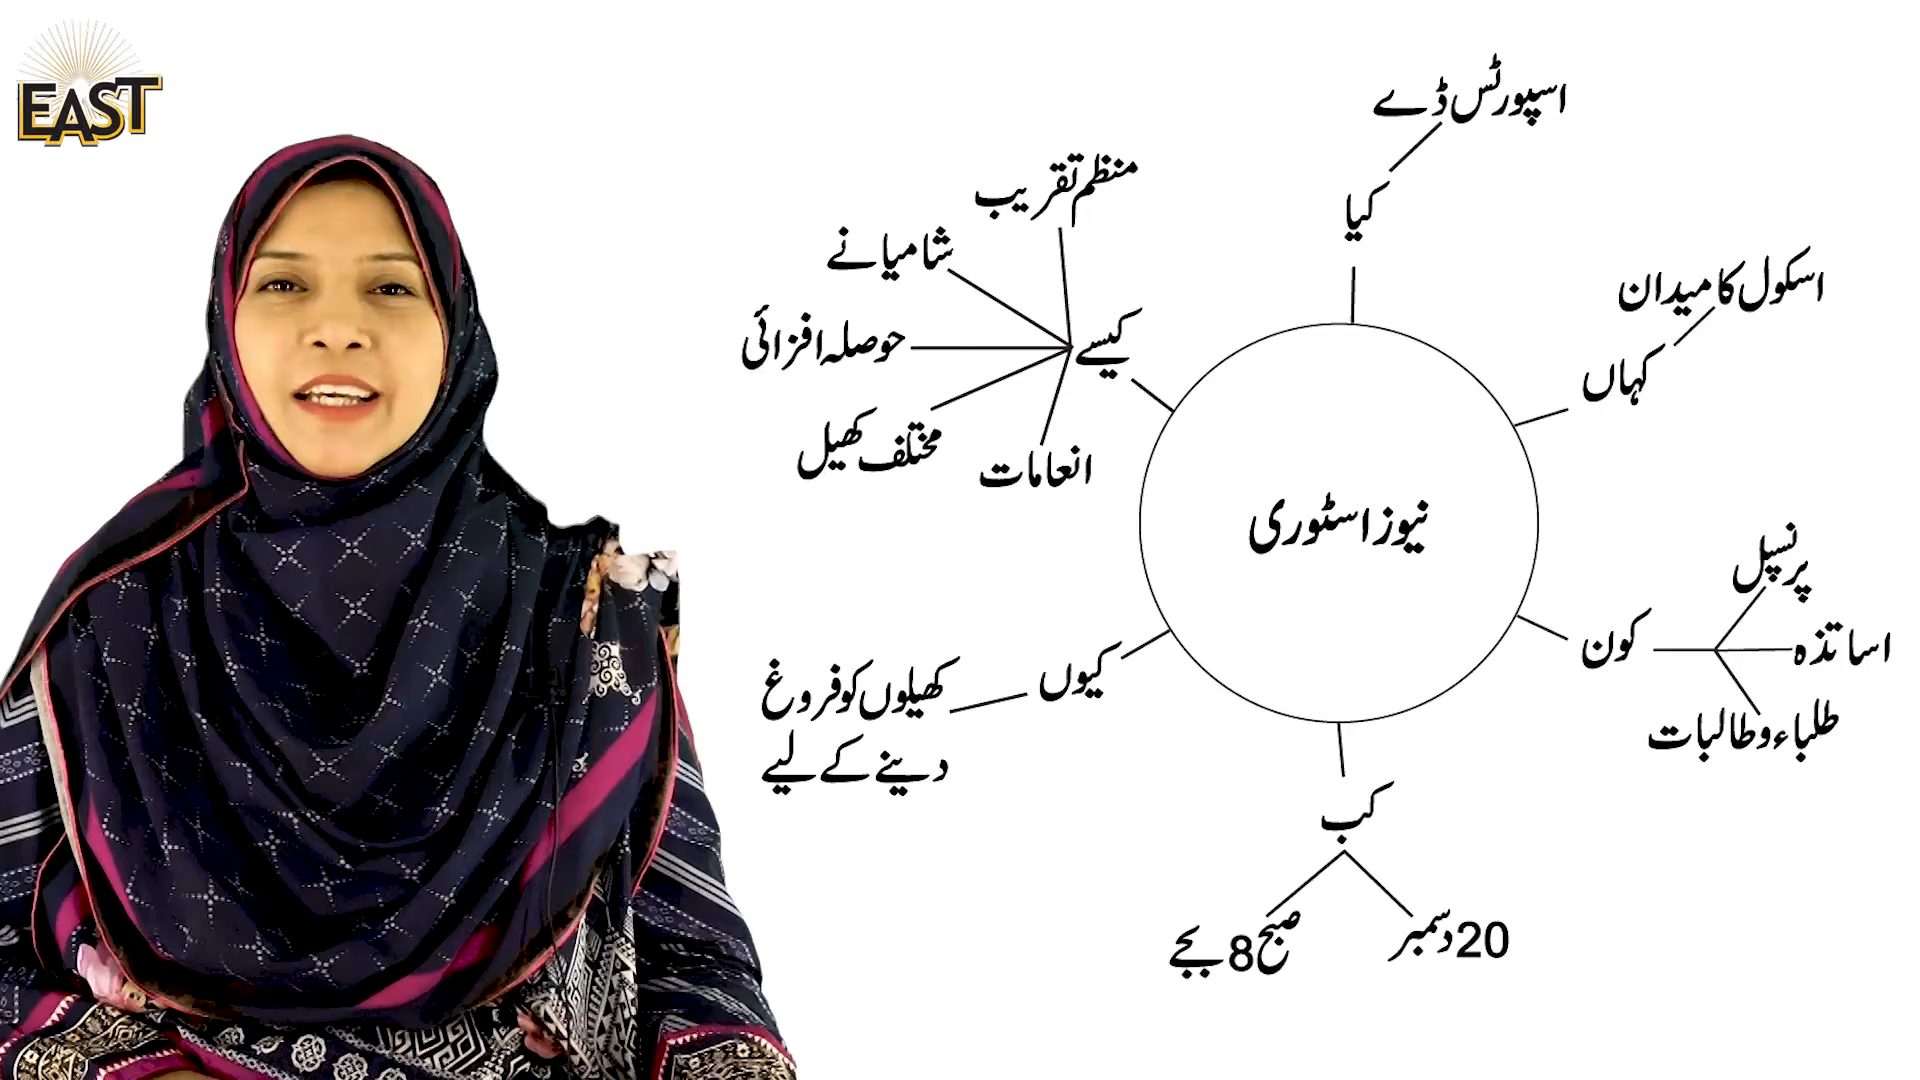 EAST
اسپورٹس ڈے
کیا
اسکول کا میدان
کہاں
پرنسپل
اساتذہ
طلباء و طالبات
کون
کب
20 دسمبر
صبح 8 بجے
کیوں
کھیلوں کو فروغ
دینے کے لیے
کیسے
منظم تقریب
شامیانے
حوصلہ افزائی
مختلف کھیل
انعامات
نیوز اسٹوری